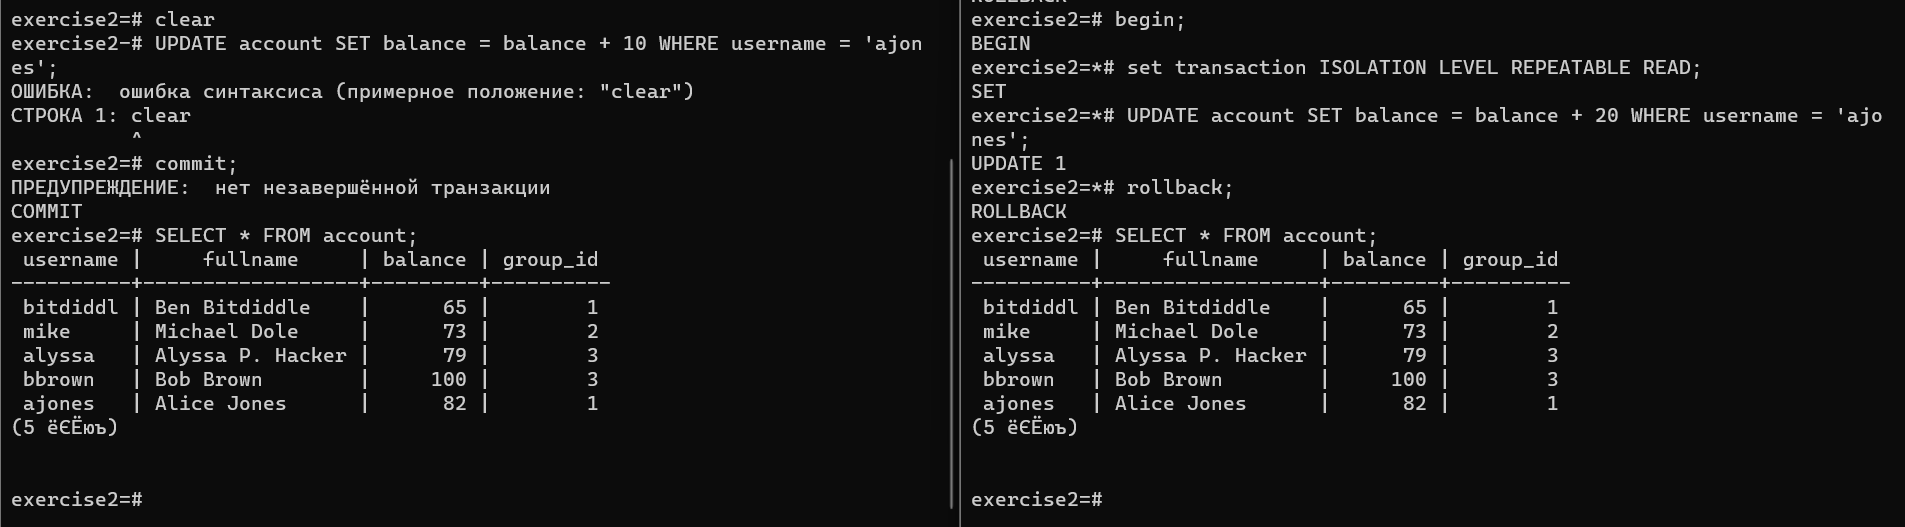 exercise2=# clear
exercise2-# UPDATE account SET balance = balance + 10 WHERE username = 'ajon
es';
ОШИБКА:  ошибка синтаксиса (примерное положение: "clear")
СТРОКА 1: clear
          ^
exercise2=# commit;
ПРЕДУПРЕЖДЕНИЕ:  нет незавершённой транзакции
COMMIT
exercise2=# SELECT * FROM account;
 username |     fullname     | balance | group_id
----------+------------------+---------+----------
 bitdiddl | Ben Bitdiddle    |      65 |        1
 mike     | Michael Dole     |      73 |        2
 alyssa   | Alyssa P. Hacker |      79 |        3
 bbrown   | Bob Brown        |     100 |        3
 ajones   | Alice Jones      |      82 |        1
(5 ёЄЁюъ)
exercise2=#
ROLLBACK
exercise2=# begin;
BEGIN
exercise2=*# set transaction ISOLATION LEVEL REPEATABLE READ;
SET
exercise2=*# UPDATE account SET balance = balance + 20 WHERE username = 'ajo
nes';
UPDATE 1
exercise2=*# rollback;
ROLLBACK
exercise2=# SELECT * FROM account;
 username |     fullname     | balance | group_id
----------+------------------+---------+----------
 bitdiddl | Ben Bitdiddle    |      65 |        1
 mike     | Michael Dole     |      73 |        2
 alyssa   | Alyssa P. Hacker |      79 |        3
 bbrown   | Bob Brown        |     100 |        3
 ajones   | Alice Jones      |      82 |        1
(5 ёЄЁюъ)
exercise2=#